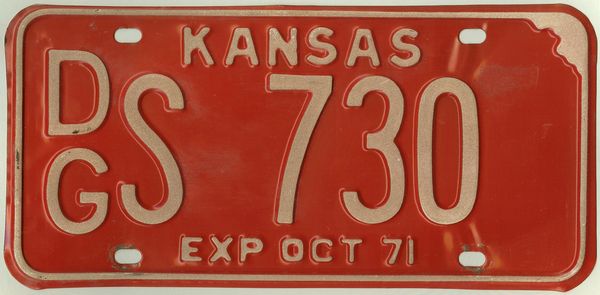 KANSAS
DG S 730
EXP OCT 71